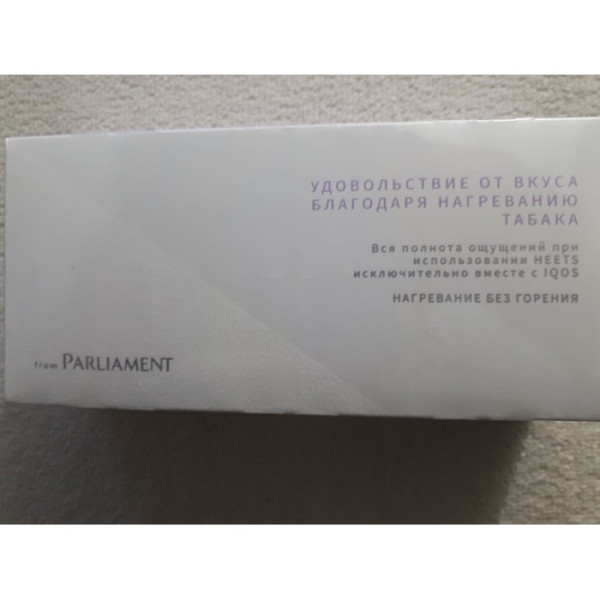 УДОВОЛЬСТВИЕ ОТ ВКУСА
БЛАГОДАРЯ НАГРЕВАНИЮ
ТАБАКА
Вся полнота ощущений при
использовании HEETS
исключительно вместе с IQOS
НАГРЕВАНИЕ БЕЗ ГОРЕНИЯ
from PARLIAMENT